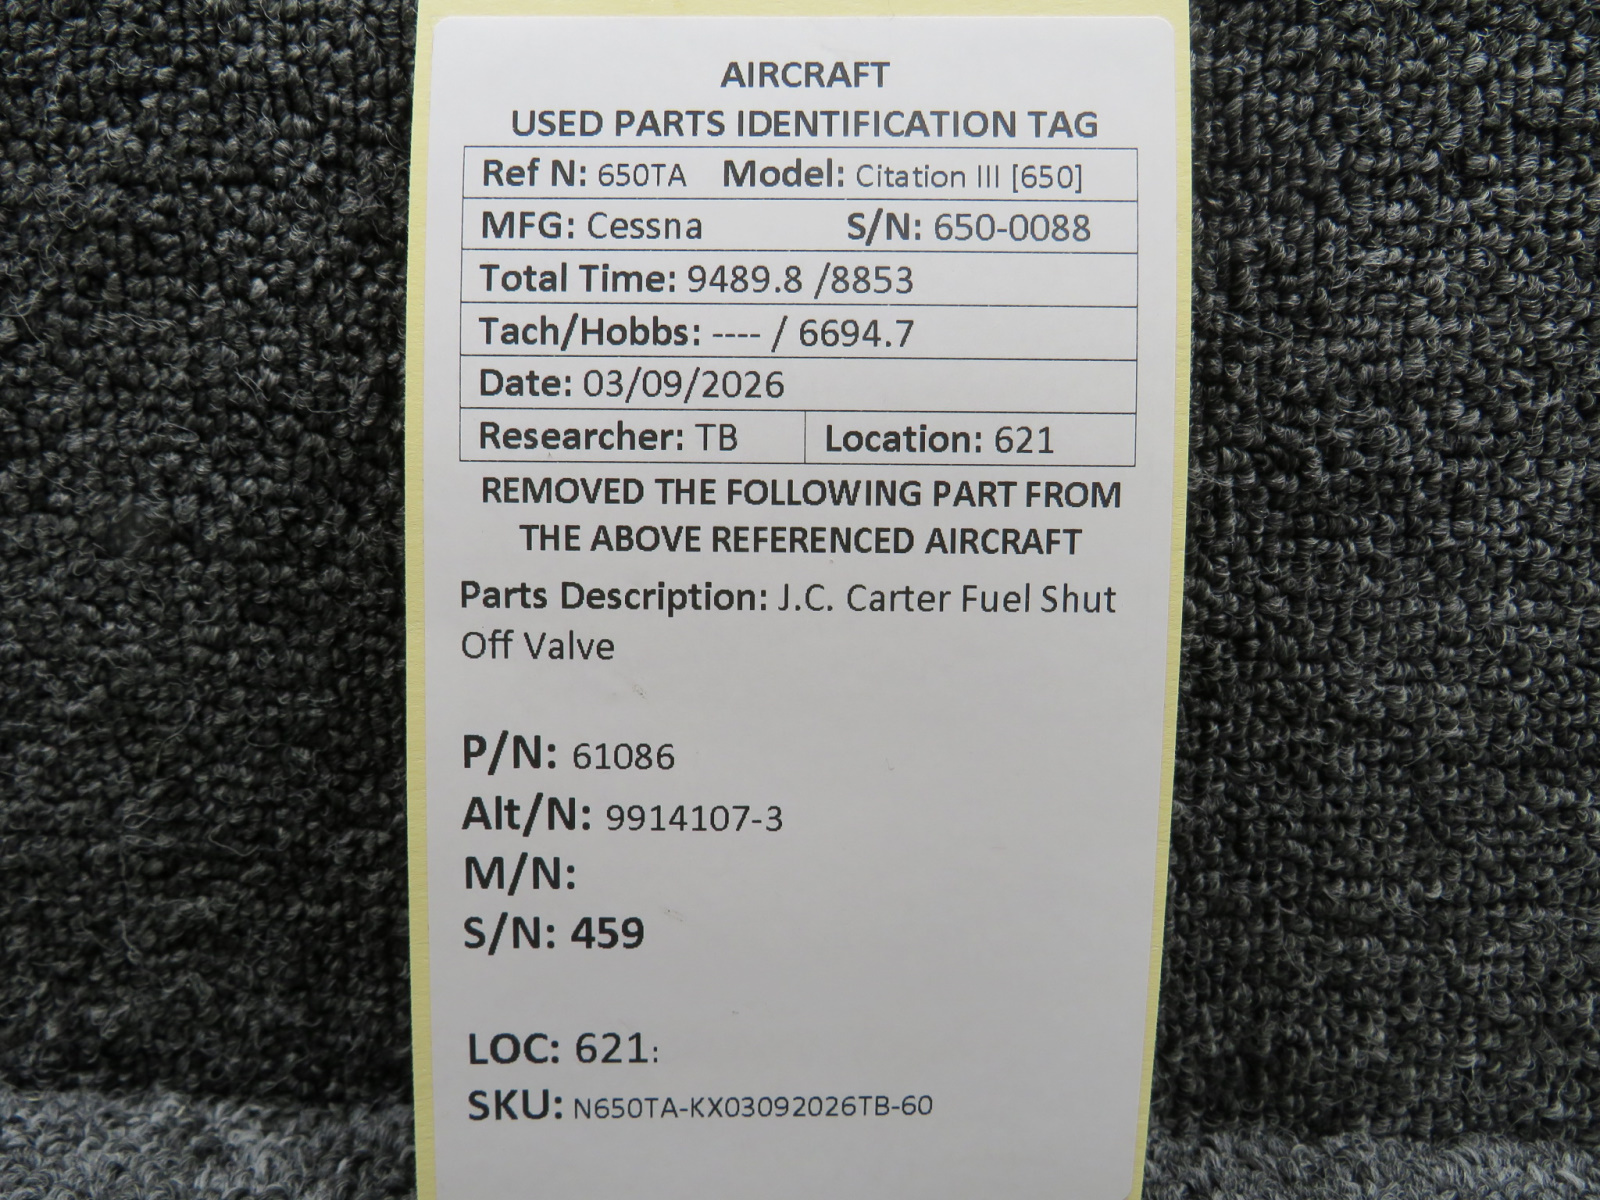 AIRCRAFT
USED PARTS IDENTIFICATION TAG
Ref N: 650TA Model: Citation III [650]
MFG: Cessna S/N: 650-0088
Total Time: 9489.8 /8853
Tach/Hobbs: ---- / 6694.7
Date: 03/09/2026
Researcher: TB Location: 621
REMOVED THE FOLLOWING PART FROM
THE ABOVE REFERENCED AIRCRAFT
Parts Description: J.C. Carter Fuel Shut
Off Valve
P/N: 61086
Alt/N: 9914107-3
M/N:
S/N: 459
LOC: 621:
SKU: N650TA-KX03092026TB-60